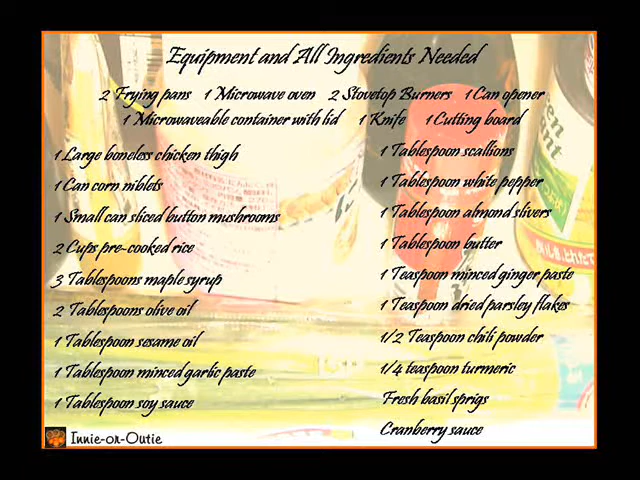 Equipment and All Ingredients Needed
2 Frying pans 1 Microwave oven 2 Stovetop Burners 1 Can opener
1 Microwaveable container with lid 1 Knife 1 Cutting board
1 Large boneless chicken thigh
1 Can corn niblets
1 Small can sliced button mushrooms
2 Cups pre-cooked rice
3 Tablespoons maple syrup
2 Tablespoons olive oil
1 Tablespoon sesame oil
1 Tablespoon minced garlic paste
1 Tablespoon soy sauce
1 Tablespoon scallions
1 Tablespoon white pepper
1 Tablespoon almond slivers
1 Tablespoon butter
1 Teaspoon minced ginger paste
1 Teaspoon dried parsley flakes
1/2 Teaspoon chili powder
1/4 teaspoon turmeric
Fresh basil sprigs
Cranberry sauce
Innie-or-Outie